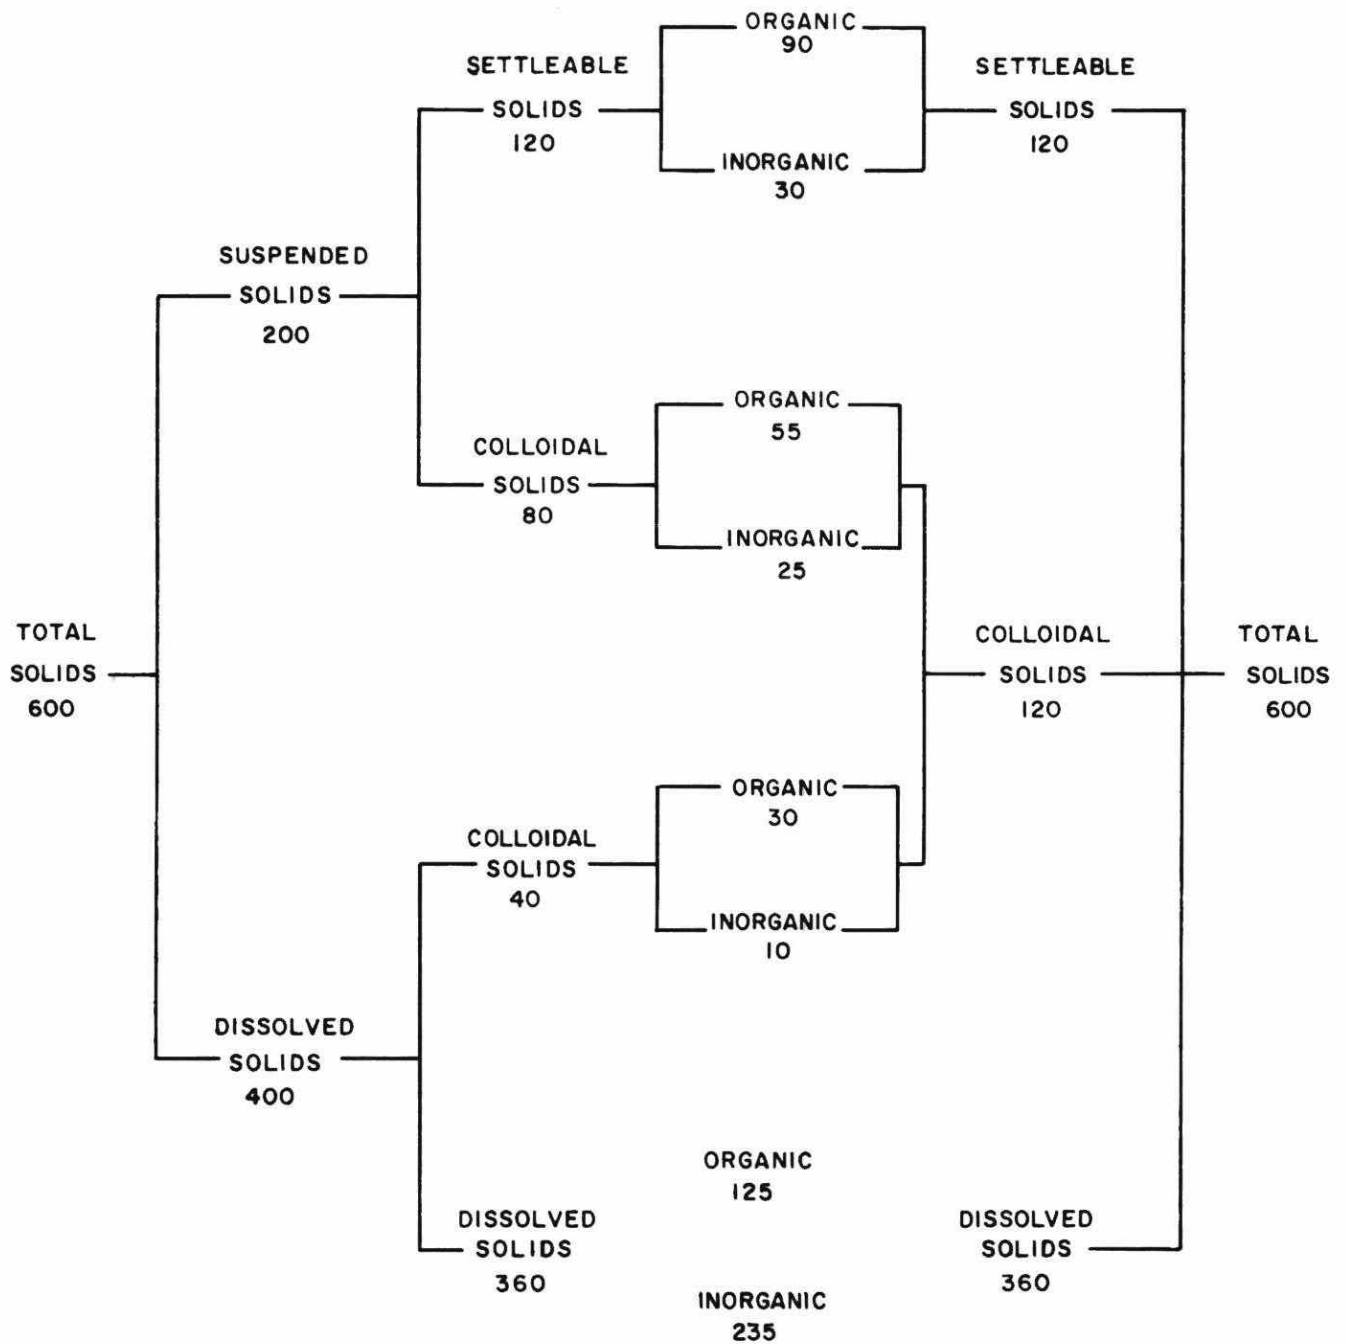 TOTAL
SOLIDS
600
SUSPENDED
SOLIDS
200
DISSOLVED
SOLIDS
400
SETTLEABLE
SOLIDS
120
COLLOIDAL
SOLIDS
80
COLLOIDAL
SOLIDS
40
DISSOLVED
SOLIDS
360
ORGANIC
90
INORGANIC
30
ORGANIC
55
INORGANIC
25
ORGANIC
30
INORGANIC
10
ORGANIC
125
INORGANIC
235
SETTLEABLE
SOLIDS
120
COLLOIDAL
SOLIDS
120
DISSOLVED
SOLIDS
360
TOTAL
SOLIDS
600